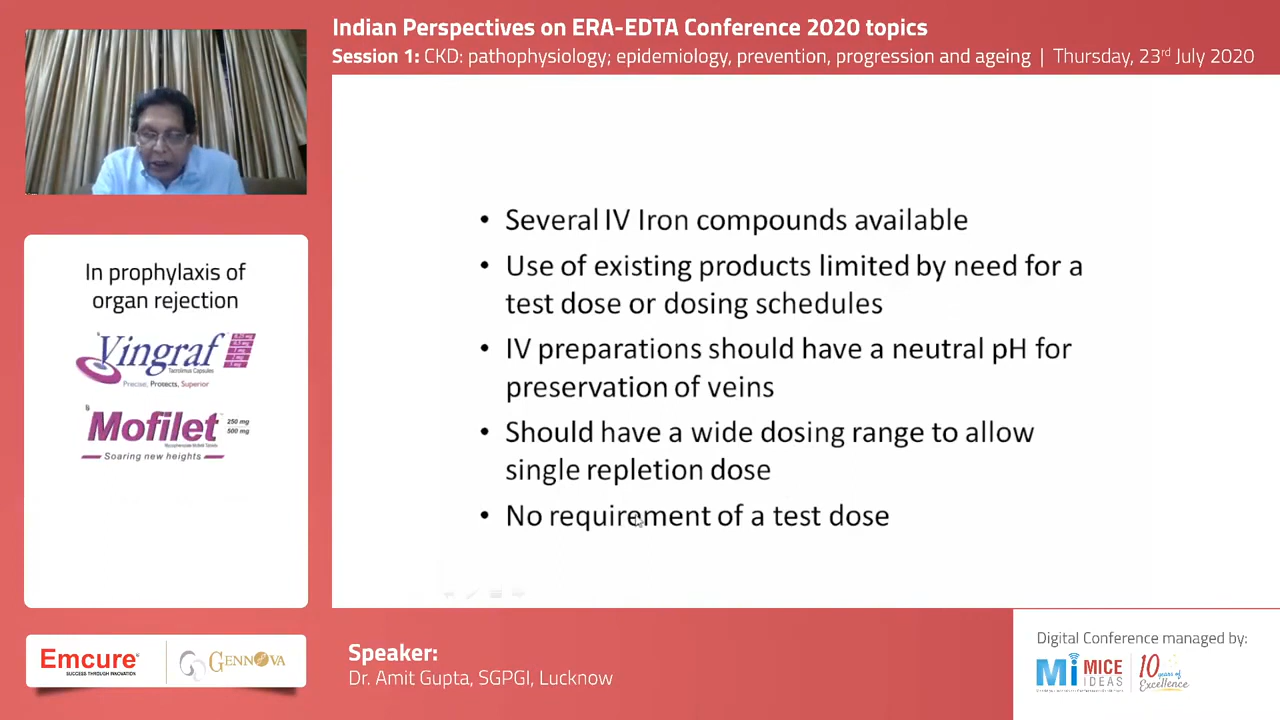 Indian Perspectives on ERA-EDTA Conference 2020 topics
Session 1: CKD: pathophysiology; epidemiology, prevention, progression and ageing | Thursday, 23rd July 2020
In prophylaxis of
organ rejection
Vingraf
Tacrolimus Capsules
Precise, Protects, Superior
Mofilet
250 mg
500 mg
Soaring new heights
• Several IV Iron compounds available
• Use of existing products limited by need for a
test dose or dosing schedules
• IV preparations should have a neutral pH for
preservation of veins
• Should have a wide dosing range to allow
single repletion dose
• No requirement of a test dose
Emcure®
SUCCESS THROUGH INNOVATION
GENNOVA
Speaker:
Dr. Amit Gupta, SGPGI, Lucknow
Digital Conference managed by:
Mi MICE
IDEAS
10 years of
Excellence